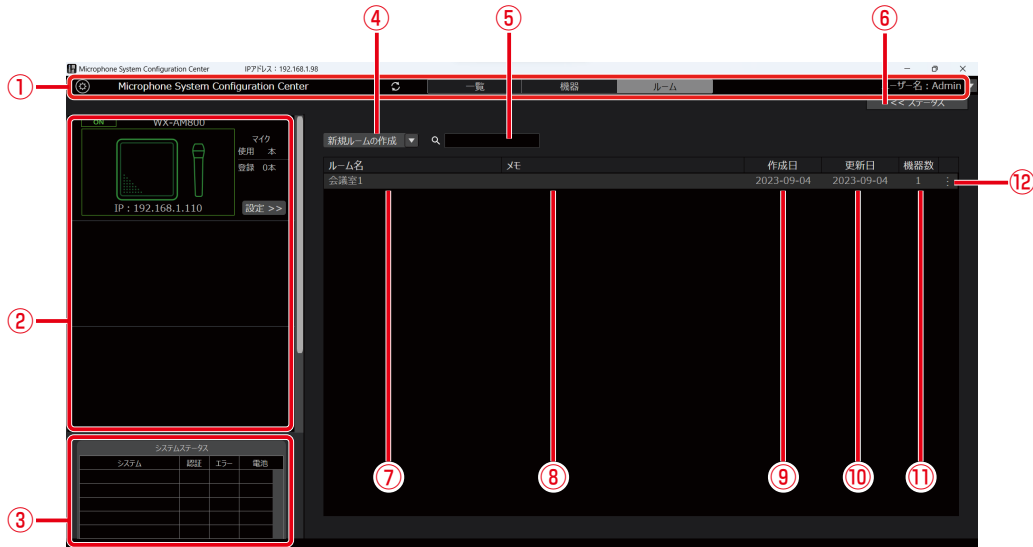 ④ ⑤ ⑥
Microphone System Configuration Center IPアドレス：192.168.1.98
① Microphone System Configuration Center 一覧 機器 ルーム ーザー名：Admin
<< ステータス
ON WX-AM800
マイク
使用 本
登録 0本
IP：192.168.1.110 設定 >>
新規ルームの作成
ルーム名 メモ 作成日 更新日 機器数
会議室1 2023-09-04 2023-09-04 1 ⋮ ⑫
②
システムステータス
システム 認証 エラー 電池
⑦ ⑧ ⑨ ⑩ ⑪
③